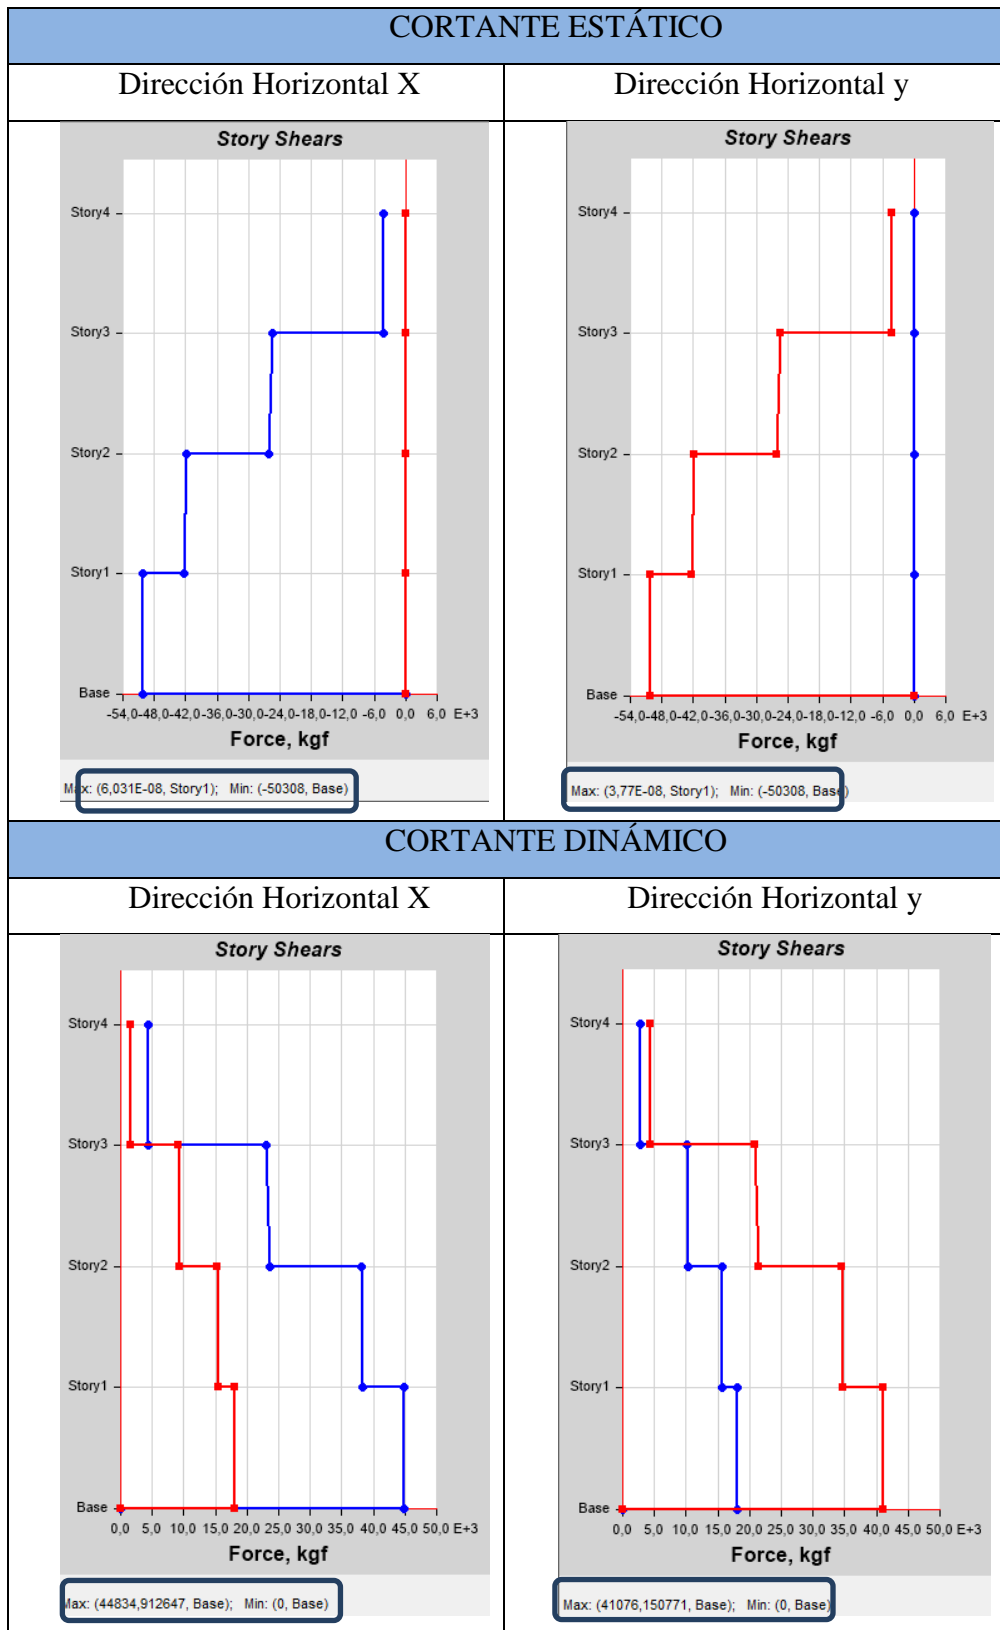 CORTANTE ESTÁTICO
Dirección Horizontal X
Dirección Horizontal y
Story Shears
Story4
Story3
Story2
Story1
Base
-54,0 -48,0 -42,0 -36,0 -30,0 -24,0 -18,0 -12,0 -6,0 0,0 6,0 E+3
Force, kgf
Max: (6,031E-08, Story1); Min: (-50308, Base)
Story Shears
Story4
Story3
Story2
Story1
Base
-54,0 -48,0 -42,0 -36,0 -30,0 -24,0 -18,0 -12,0 -6,0 0,0 6,0 E+3
Force, kgf
Max: (3,77E-08, Story1); Min: (-50308, Base)
CORTANTE DINÁMICO
Dirección Horizontal X
Dirección Horizontal y
Story Shears
Story4
Story3
Story2
Story1
Base
0,0 5,0 10,0 15,0 20,0 25,0 30,0 35,0 40,0 45,0 50,0 E+3
Force, kgf
Max: (44834,912647, Base); Min: (0, Base)
Story Shears
Story4
Story3
Story2
Story1
Base
0,0 5,0 10,0 15,0 20,0 25,0 30,0 35,0 40,0 45,0 50,0 E+3
Force, kgf
Max: (41076,150771, Base); Min: (0, Base)